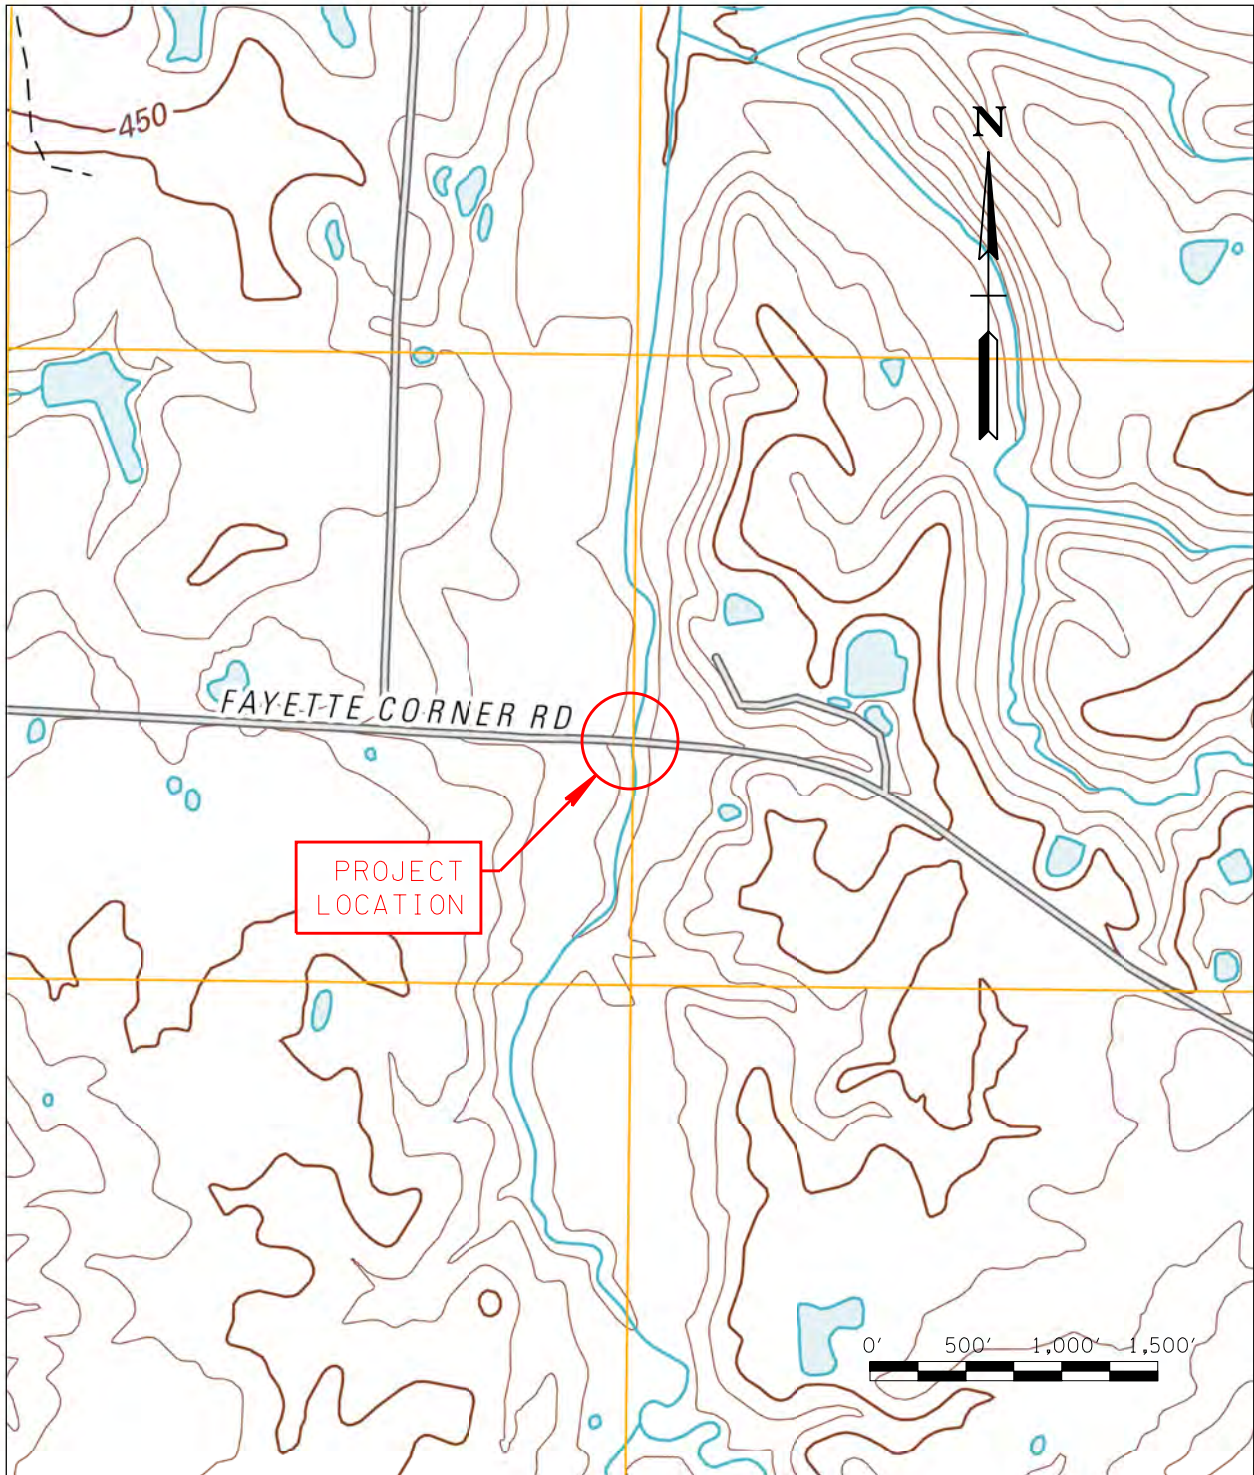 450
N
FAYETTE CORNER RD
PROJECT
LOCATION
0' 500' 1,000' 1,500'